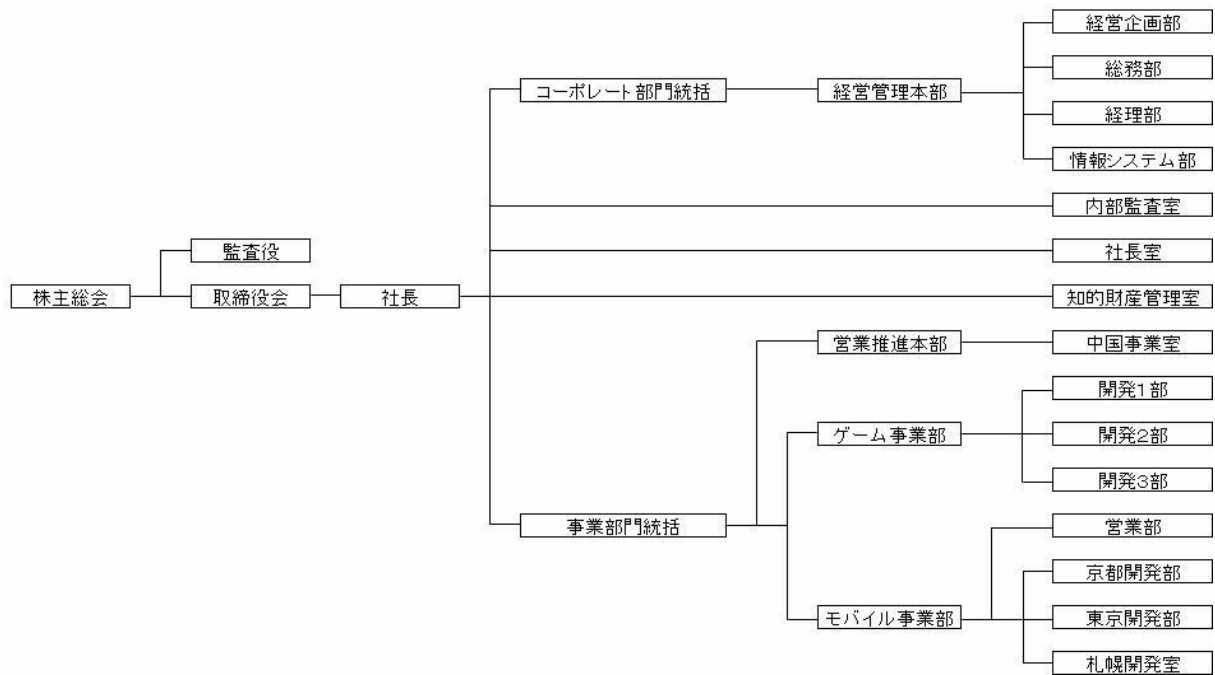 経営企画部
総務部
コーポレート部門統括
経営管理本部
経理部
情報システム部
内部監査室
監査役
社長室
株主総会
取締役会
社長
知的財産管理室
営業推進本部
中国事業室
開発1部
ゲーム事業部
開発2部
開発3部
事業部門統括
営業部
京都開発部
モバイル事業部
東京開発部
札幌開発室